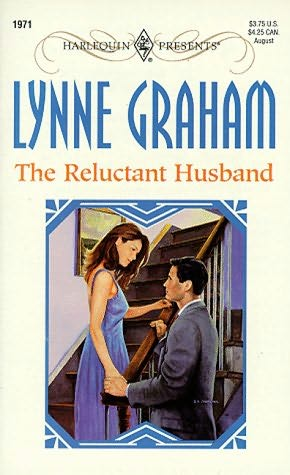 1971
$3.75 U.S.
$4.25 CAN.
August
HARLEQUIN PRESENTS®
LYNNE GRAHAM
The Reluctant Husband